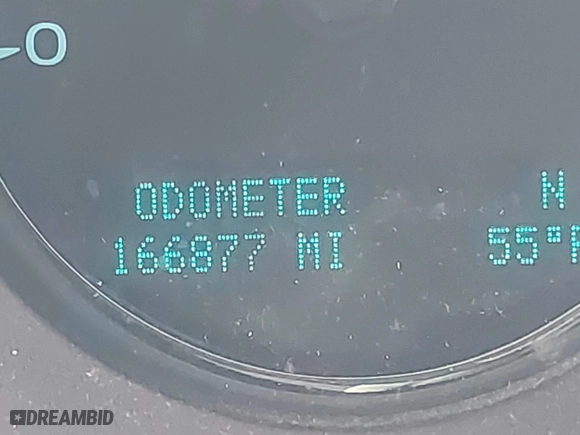 0
ODOMETER
N
166877 MI
55°F
DREAMBID